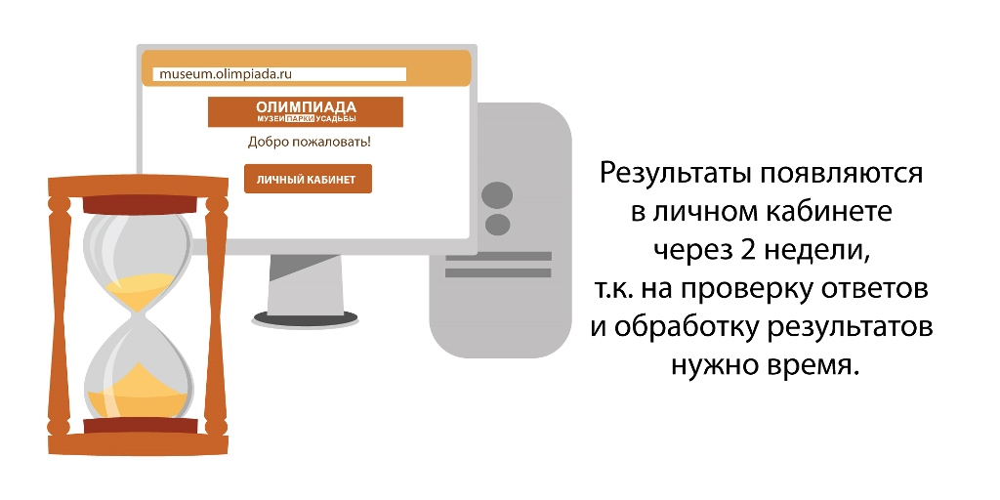 museum.olimpiada.ru
ОЛИМПИАДА
МУЗЕИ ПАРКИ УСАДЬБЫ
Добро пожаловать!
ЛИЧНЫЙ КАБИНЕТ
Результаты появляются
в личном кабинете
через 2 недели,
т.к. на проверку ответов
и обработку результатов
нужно время.